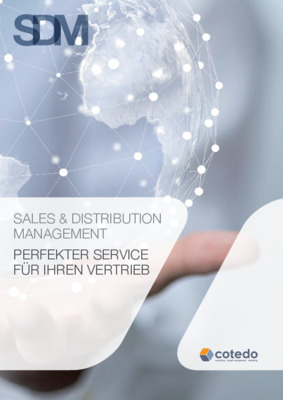 SDM
SALES & DISTRIBUTION
MANAGEMENT
PERFEKTER SERVICE
FÜR IHREN VERTRIEB
cotedo